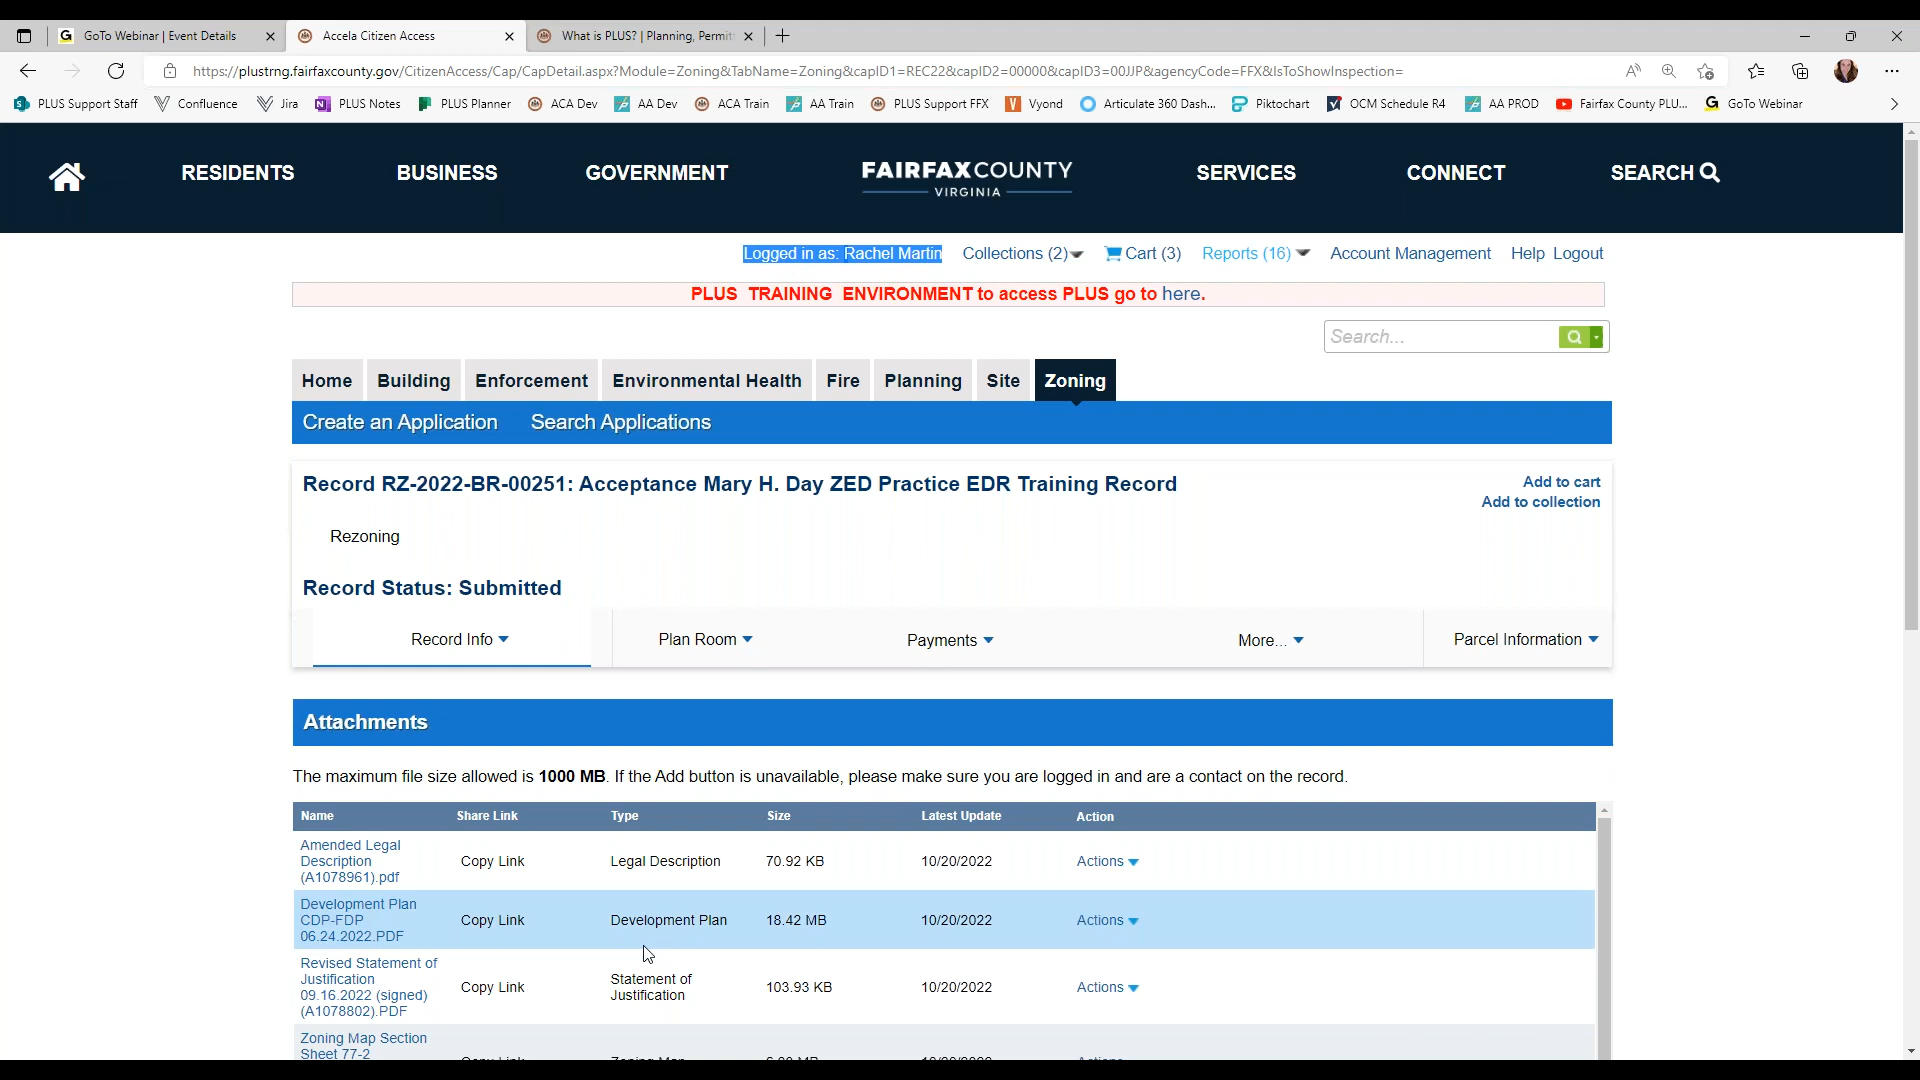 GoTo Webinar | Event Details
Accela Citizen Access
What is PLUS? | Planning, Permit
https://plustrng.fairfaxcounty.gov/CitizenAccess/Cap/CapDetail.aspx?Module=Zoning&TabName=Zoning&capID1=REC22&capID2=00000&capID3=00JJP&agencyCode=FFX&IsToShowInspection=
PLUS Support Staff Confluence Jira PLUS Notes PLUS Planner ACA Dev AA Dev ACA Train AA Train PLUS Support FFX Vyond Articulate 360 Dash... Piktochart OCM Schedule R4 AA PROD Fairfax County PLU... GoTo Webinar
RESIDENTS BUSINESS GOVERNMENT FAIRFAX COUNTY SERVICES CONNECT SEARCH
VIRGINIA
Logged in as: Rachel Martin Collections (2) Cart (3) Reports (16) Account Management Help Logout
PLUS TRAINING ENVIRONMENT to access PLUS go to here.
Search...
Home Building Enforcement Environmental Health Fire Planning Site Zoning
Create an Application Search Applications
Record RZ-2022-BR-00251: Acceptance Mary H. Day ZED Practice EDR Training Record
Add to cart
Add to collection
Rezoning
Record Status: Submitted
Record Info Plan Room Payments More... Parcel Information
Attachments
The maximum file size allowed is 1000 MB. If the Add button is unavailable, please make sure you are logged in and are a contact on the record.
Name Share Link Type Size Latest Update Action
Amended Legal
Description
(A1078961).pdf
Copy Link Legal Description 70.92 KB 10/20/2022 Actions
Development Plan
CDP-FDP
06.24.2022.PDF
Copy Link Development Plan 18.42 MB 10/20/2022 Actions
Revised Statement of
Justification
09.16.2022 (signed)
(A1078802).PDF
Copy Link
Statement of
Justification
103.93 KB 10/20/2022 Actions
Zoning Map Section
Sheet 77-2
Copy Link Zoning Map